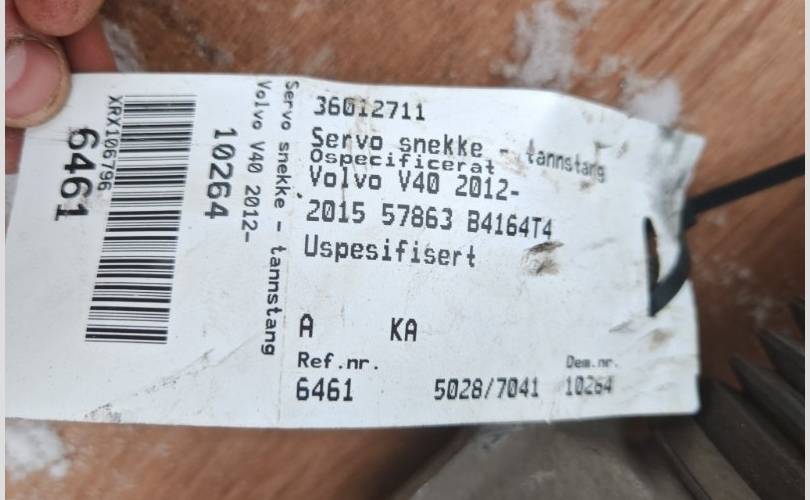 36012711
Servo snekke - tannstang
Ospecificerat
Volvo V40 2012-
2015 57863 B4164T4
Uspesifisert
A KA
Ref.nr. Dem.nr.
6461 5028/7041 10264
Servo snekke - tannstang
Volvo V40 2012-
10264
XRX106796
6461